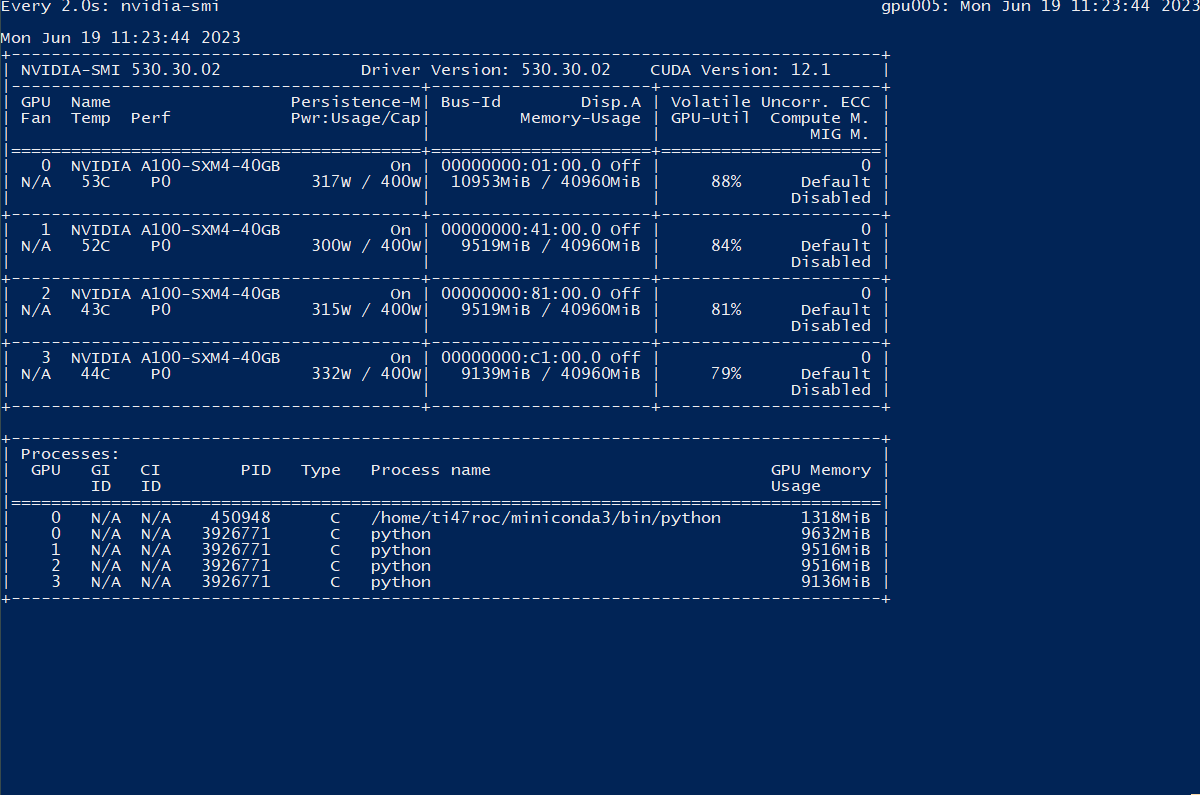 Every 2.0s: nvidia-smi                                                                  gpu005: Mon Jun 19 11:23:44 2023
Mon Jun 19 11:23:44 2023
+---------------------------------------------------------------------------------------+
| NVIDIA-SMI 530.30.02              Driver Version: 530.30.02    CUDA Version: 12.1     |
|-----------------------------------------+----------------------+----------------------+
| GPU  Name                  Persistence-M| Bus-Id        Disp.A | Volatile Uncorr. ECC |
| Fan  Temp  Perf            Pwr:Usage/Cap|         Memory-Usage | GPU-Util  Compute M. |
|                                         |                      |               MIG M. |
|=========================================+======================+======================|
|   0  NVIDIA A100-SXM4-40GB           On | 00000000:01:00.0 Off |                    0 |
| N/A   53C    P0              317W / 400W|  10953MiB / 40960MiB |     88%      Default |
|                                         |                      |             Disabled |
+-----------------------------------------+----------------------+----------------------+
|   1  NVIDIA A100-SXM4-40GB           On | 00000000:41:00.0 Off |                    0 |
| N/A   52C    P0              300W / 400W|   9519MiB / 40960MiB |     84%      Default |
|                                         |                      |             Disabled |
+-----------------------------------------+----------------------+----------------------+
|   2  NVIDIA A100-SXM4-40GB           On | 00000000:81:00.0 Off |                    0 |
| N/A   43C    P0              315W / 400W|   9519MiB / 40960MiB |     81%      Default |
|                                         |                      |             Disabled |
+-----------------------------------------+----------------------+----------------------+
|   3  NVIDIA A100-SXM4-40GB           On | 00000000:C1:00.0 Off |                    0 |
| N/A   44C    P0              332W / 400W|   9139MiB / 40960MiB |     79%      Default |
|                                         |                      |             Disabled |
+-----------------------------------------+----------------------+----------------------+
+---------------------------------------------------------------------------------------+
| Processes:                                                                            |
|  GPU   GI   CI        PID   Type   Process name                            GPU Memory |
|        ID   ID                                                             Usage      |
|=======================================================================================|
|    0   N/A  N/A    450948      C   /home/ti47roc/miniconda3/bin/python        1318MiB |
|    0   N/A  N/A   3926771      C   python                                     9632MiB |
|    1   N/A  N/A   3926771      C   python                                     9516MiB |
|    2   N/A  N/A   3926771      C   python                                     9516MiB |
|    3   N/A  N/A   3926771      C   python                                     9136MiB |
+---------------------------------------------------------------------------------------+